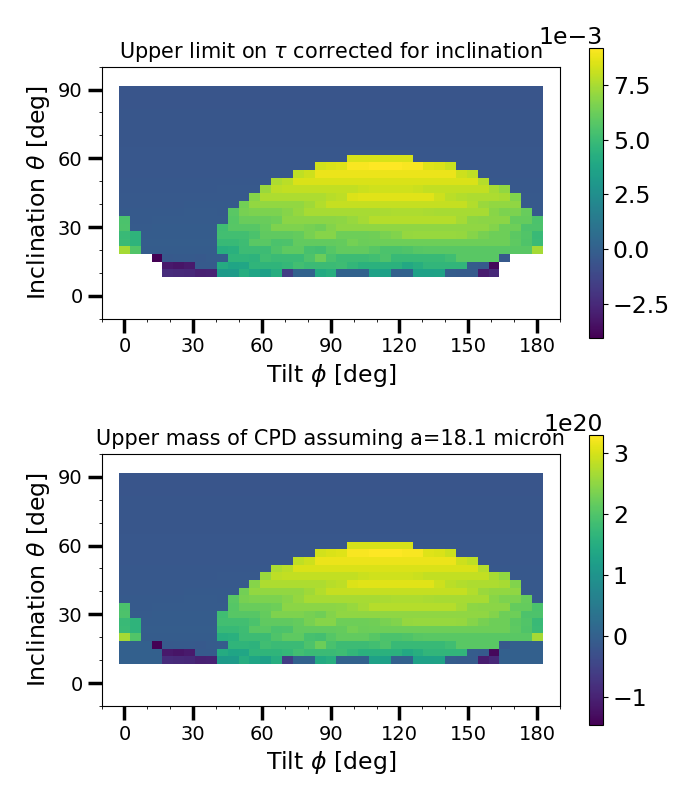 1e−3
Upper limit on τ corrected for inclination
90
60
30
0
Inclination θ [deg]
0 30 60 90 120 150 180
Tilt ϕ [deg]
7.5
5.0
2.5
0.0
−2.5
1e20
Upper mass of CPD assuming a=18.1 micron
90
60
30
0
Inclination θ [deg]
0 30 60 90 120 150 180
Tilt ϕ [deg]
3
2
1
0
−1